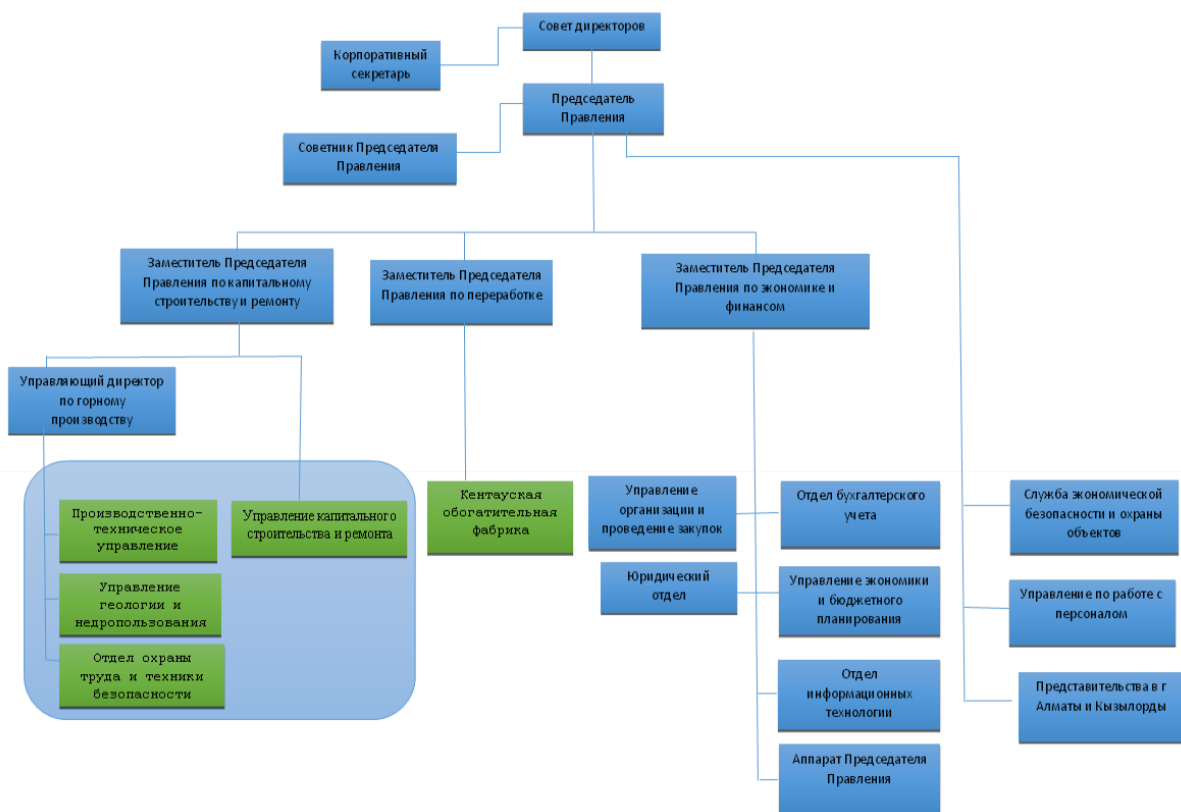 Совет директоров
Корпоративный
секретарь
Председатель
Правления
Советник Председателя
Правления
Заместитель Председателя
Правления по капитальному
строительству и ремонту
Заместитель Председателя
Правления по переработке
Заместитель Председателя
Правления по экономике и
финансом
Управляющий директор
по горному
производству
Производственно-
техническое
управление
Управление капитального
строительства и ремонта
Управление
геологии и
недропользования
Отдел охраны
труда и техники
безопасности
Кентауская
обогатительная
фабрика
Управление
организации и
проведение закупок
Отдел бухгалтерского
учета
Юридический
отдел
Управление экономики
и бюджетного
планирования
Отдел
информационных
технологии
Аппарат Председателя
Правления
Служба экономической
безопасности и охраны
объектов
Управление по работе с
персоналом
Представительства в г
Алматы и Кызылорды